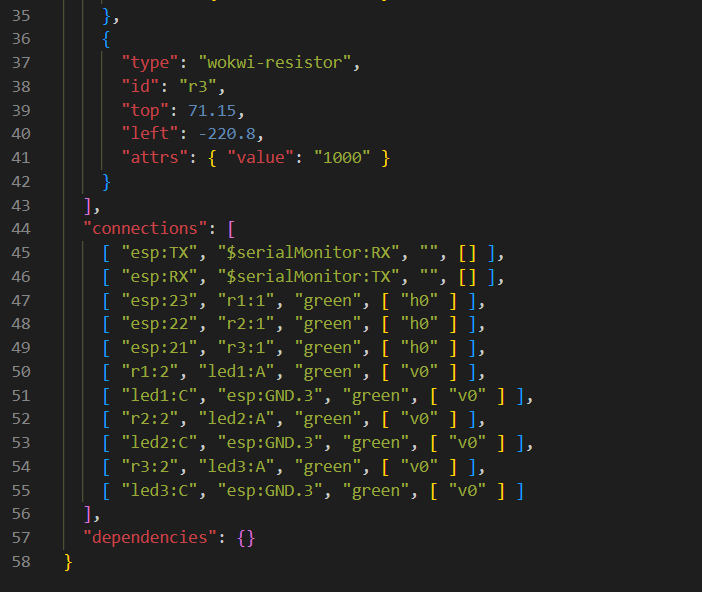 35 },
36 {
37 "type": "wokwi-resistor",
38 "id": "r3",
39 "top": 71.15,
40 "left": -220.8,
41 "attrs": { "value": "1000" }
42 }
43 ],
44 "connections": [
45 [ "esp:TX", "$serialMonitor:RX", "", [] ],
46 [ "esp:RX", "$serialMonitor:TX", "", [] ],
47 [ "esp:23", "r1:1", "green", [ "h0" ] ],
48 [ "esp:22", "r2:1", "green", [ "h0" ] ],
49 [ "esp:21", "r3:1", "green", [ "h0" ] ],
50 [ "r1:2", "led1:A", "green", [ "v0" ] ],
51 [ "led1:C", "esp:GND.3", "green", [ "v0" ] ],
52 [ "r2:2", "led2:A", "green", [ "v0" ] ],
53 [ "led2:C", "esp:GND.3", "green", [ "v0" ] ],
54 [ "r3:2", "led3:A", "green", [ "v0" ] ],
55 [ "led3:C", "esp:GND.3", "green", [ "v0" ] ]
56 ],
57 "dependencies": {}
58 }